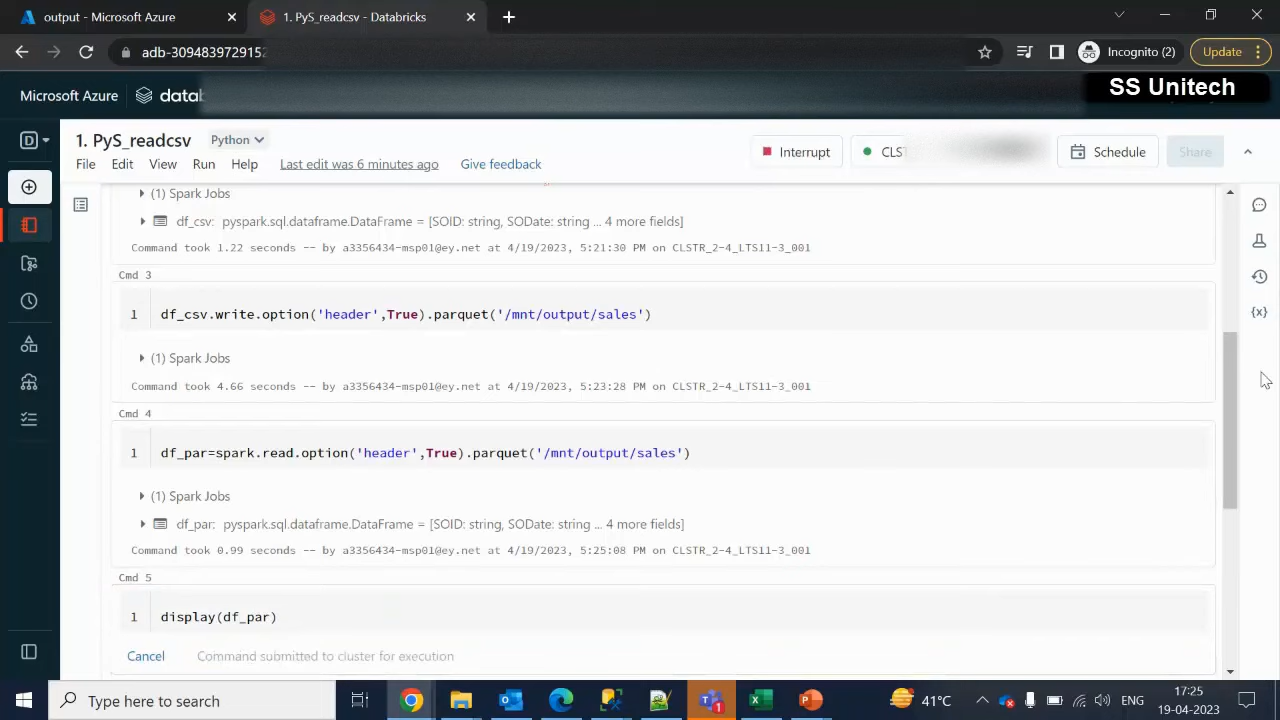 output - Microsoft Azure
1. PyS_readcsv - Databricks
adb-3094839729152
Incognito (2)
Update
Microsoft Azure
datab
SS Unitech
1. PyS_readcsv
Python
Interrupt
CLST
Schedule
Share
File Edit View Run Help Last edit was 6 minutes ago Give feedback
(1) Spark Jobs
df_csv: pyspark.sql.dataframe.DataFrame = [SOID: string, SODate: string ... 4 more fields]
Command took 1.22 seconds -- by a3356434-msp01@ey.net at 4/19/2023, 5:21:30 PM on CLSTR_2-4_LTS11-3_001
Cmd 3
1 df_csv.write.option('header',True).parquet('/mnt/output/sales')
(1) Spark Jobs
Command took 4.66 seconds -- by a3356434-msp01@ey.net at 4/19/2023, 5:23:28 PM on CLSTR_2-4_LTS11-3_001
Cmd 4
1 df_par=spark.read.option('header',True).parquet('/mnt/output/sales')
(1) Spark Jobs
df_par: pyspark.sql.dataframe.DataFrame = [SOID: string, SODate: string ... 4 more fields]
Command took 0.99 seconds -- by a3356434-msp01@ey.net at 4/19/2023, 5:25:08 PM on CLSTR_2-4_LTS11-3_001
Cmd 5
1 display(df_par)
Cancel Command submitted to cluster for execution
Type here to search
41°C
ENG
17:25
19-04-2023